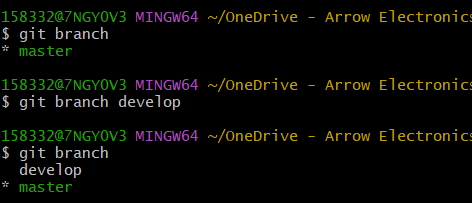 158332@7NGY0V3 MINGW64 ~/OneDrive - Arrow Electronics
$ git branch
* master
158332@7NGY0V3 MINGW64 ~/OneDrive - Arrow Electronics
$ git branch develop
158332@7NGY0V3 MINGW64 ~/OneDrive - Arrow Electronics
$ git branch
develop
* master